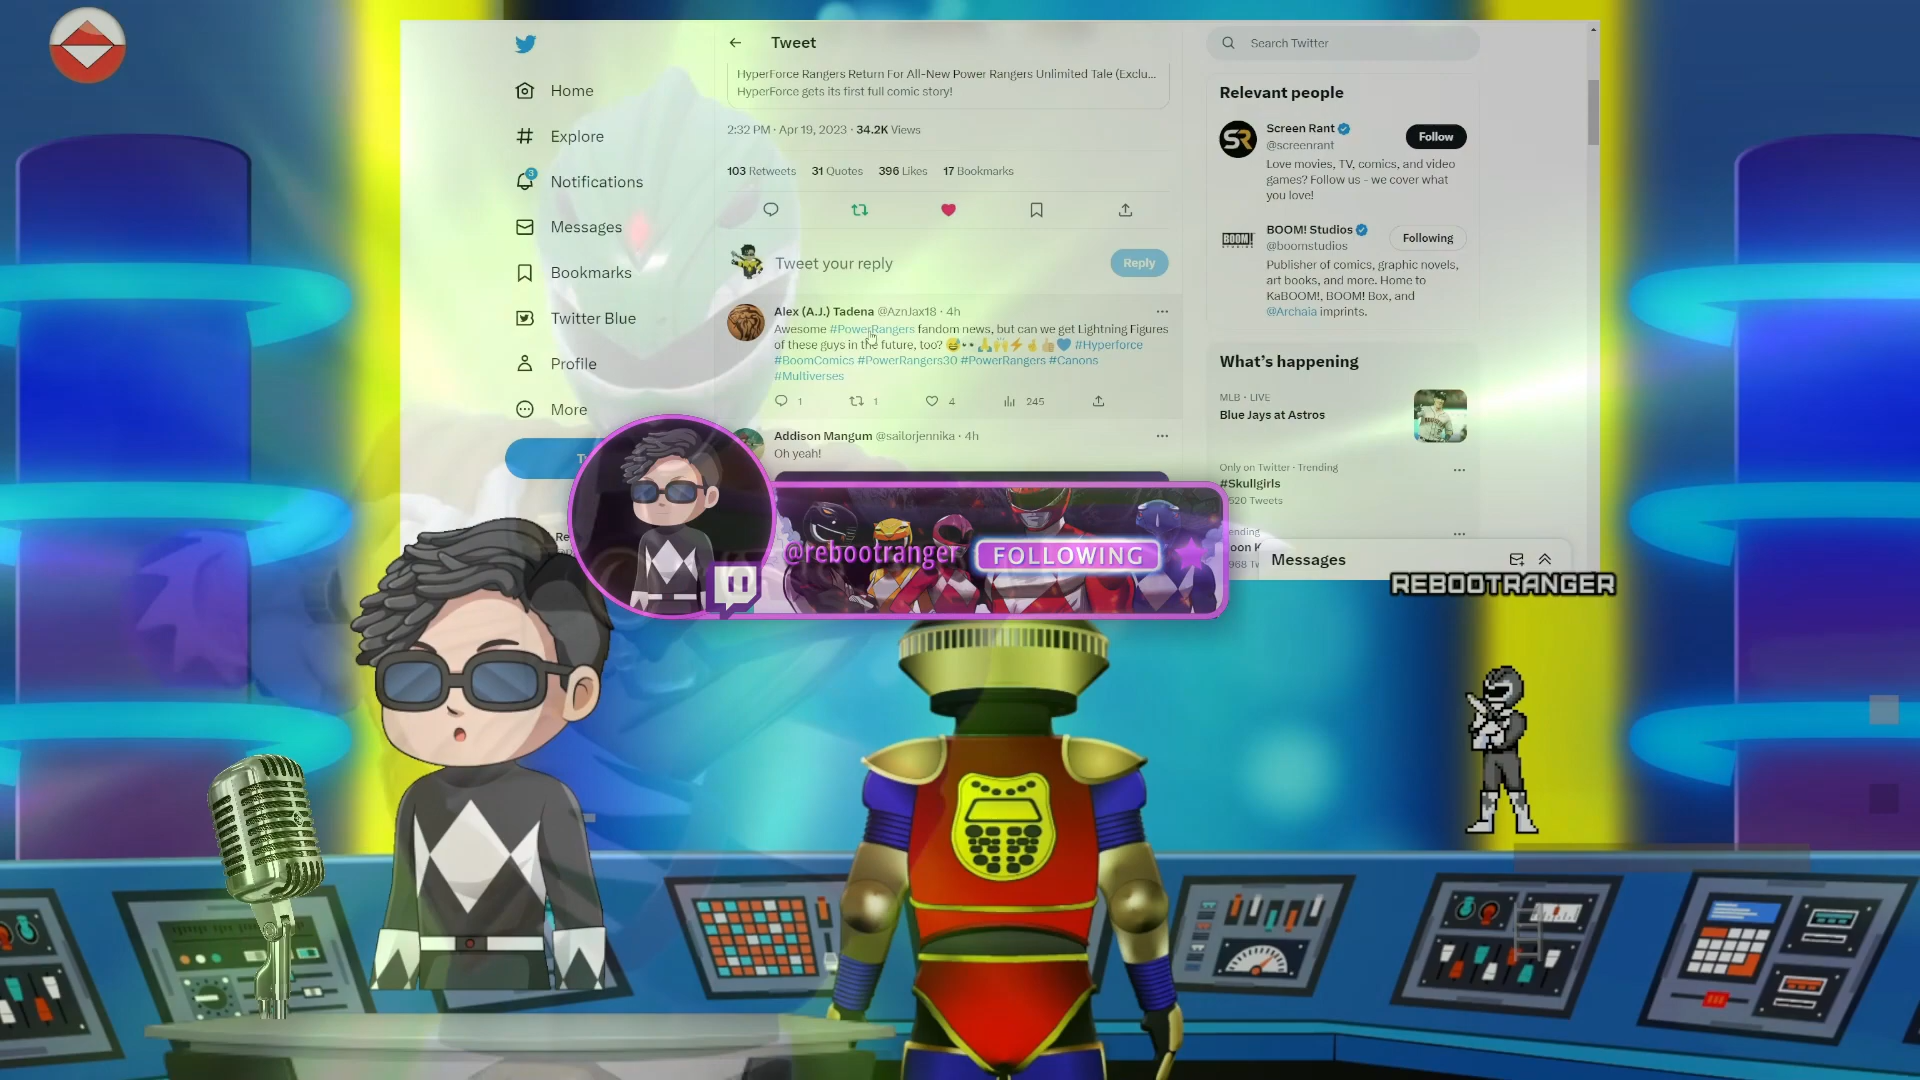 Home
Explore
3
Notifications
Messages
Bookmarks
Twitter Blue
Profile
More
Tweet
HyperForce Rangers Return For All-New Power Rangers Unlimited Tale (Exclu...
HyperForce gets its first full comic story!
2:32 PM · Apr 19, 2023 · 34.2K Views
103 Retweets 31 Quotes 396 Likes 17 Bookmarks
Tweet your reply
Reply
Alex (A.J.) Tadena @AznJax18 · 4h
Awesome #PowerRangers fandom news, but can we get Lightning Figures
of these guys in the future, too? 😅👀🙏🙌⚡🤞👍💙 #Hyperforce
#BoomComics #PowerRangers30 #PowerRangers #Canons
#Multiverses
1 1 4 245
Addison Mangum @sailorjennika · 4h
Oh yeah!
Search Twitter
Relevant people
SR
Screen Rant
@screenrant
Follow
Love movies, TV, comics, and video
games? Follow us - we cover what
you love!
BOOM!
BOOM! Studios
@boomstudios
Following
Publisher of comics, graphic novels,
art books, and more. Home to
KaBOOM!, BOOM! Box, and
@Archaia imprints.
What's happening
MLB · LIVE
Blue Jays at Astros
Only on Twitter · Trending
#Skullgirls
520 Tweets
Messages
@rebootranger
FOLLOWING
REBOOTRANGER